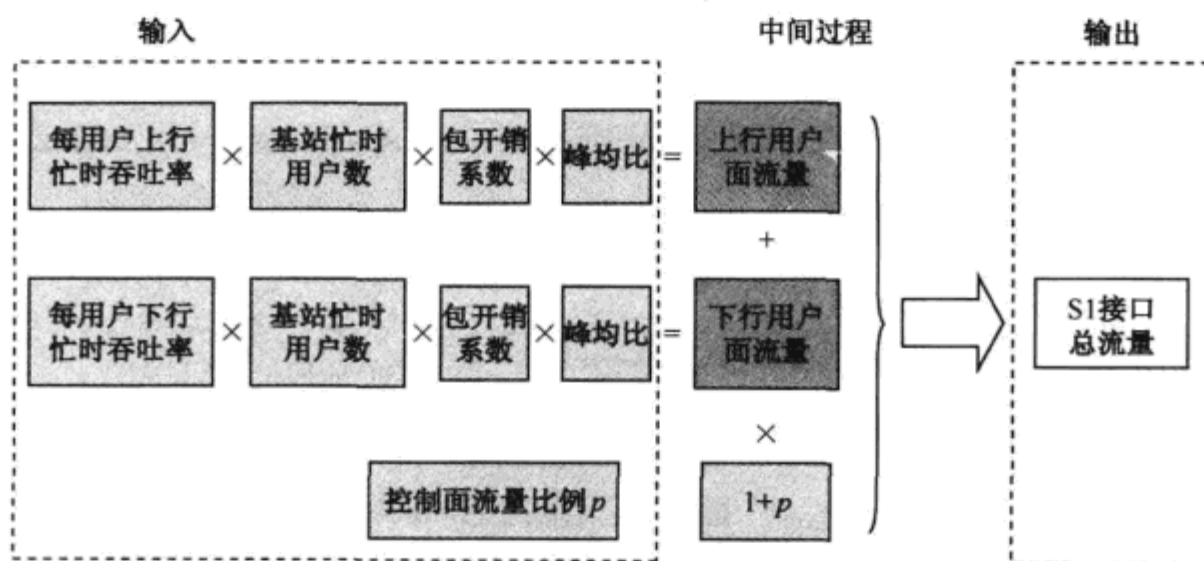 输入 中间过程 输出
每用户上行 基站忙时 包开销 上行用户
忙时吞吐率 × 用户数 × 系数 × 峰均比 = 面流量
+
每用户下行 基站忙时 包开销 下行用户 S1接口
忙时吞吐率 × 用户数 × 系数 × 峰均比 = 面流量 总流量
×
控制面流量比例p 1+p